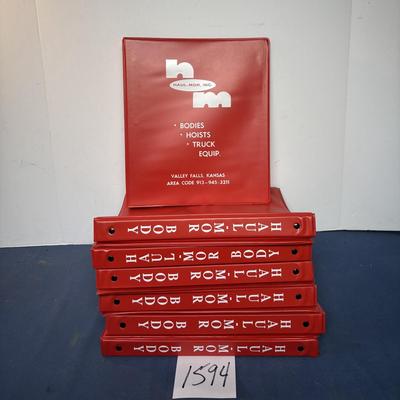 h
HAUL-MOR, INC.
m
• BODIES
• HOISTS
• TRUCK
EQUIP.
VALLEY FALLS, KANSAS
AREA CODE 913-945-3211
HAUL-MOR BODY
HAUL-MOR BODY
HAUL-MOR BODY
HAUL-MOR BODY
HAUL-MOR BODY
HAUL-MOR BODY
1594